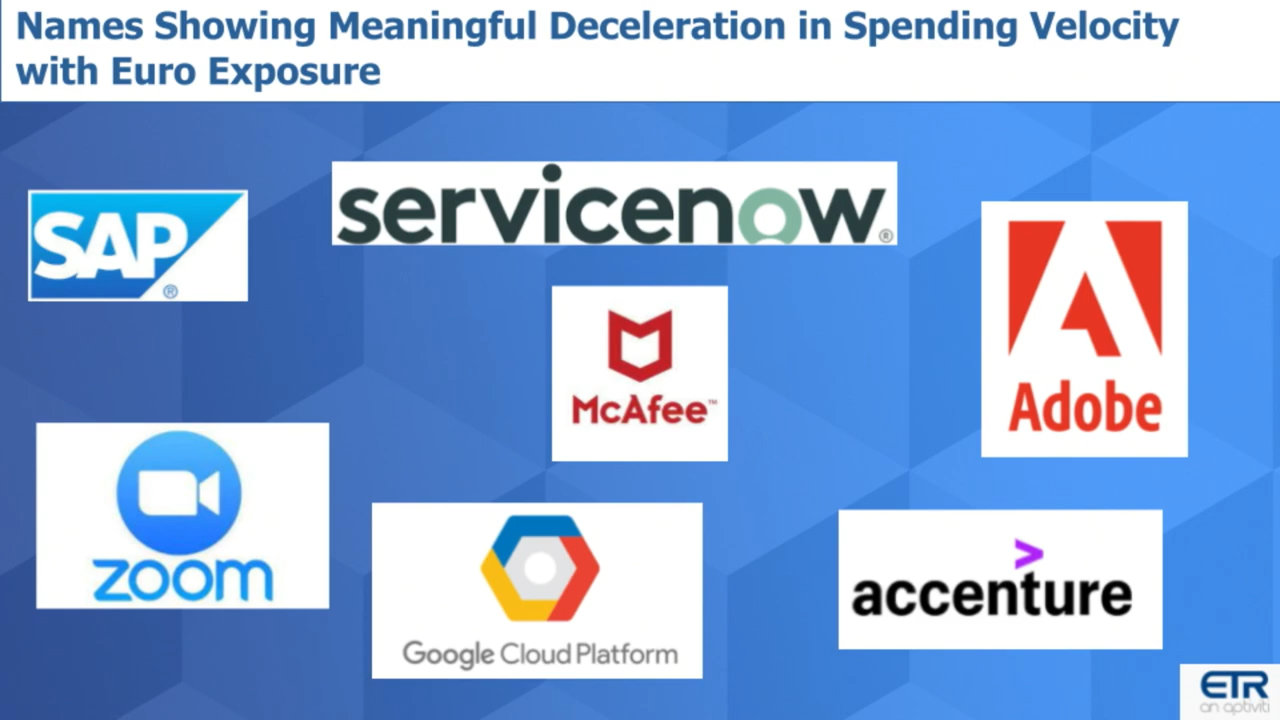 Names Showing Meaningful Deceleration in Spending Velocity
with Euro Exposure
SAP®
servicenow®
McAfee™
Adobe
zoom
Google Cloud Platform
accenture
ETR
an aptiviti